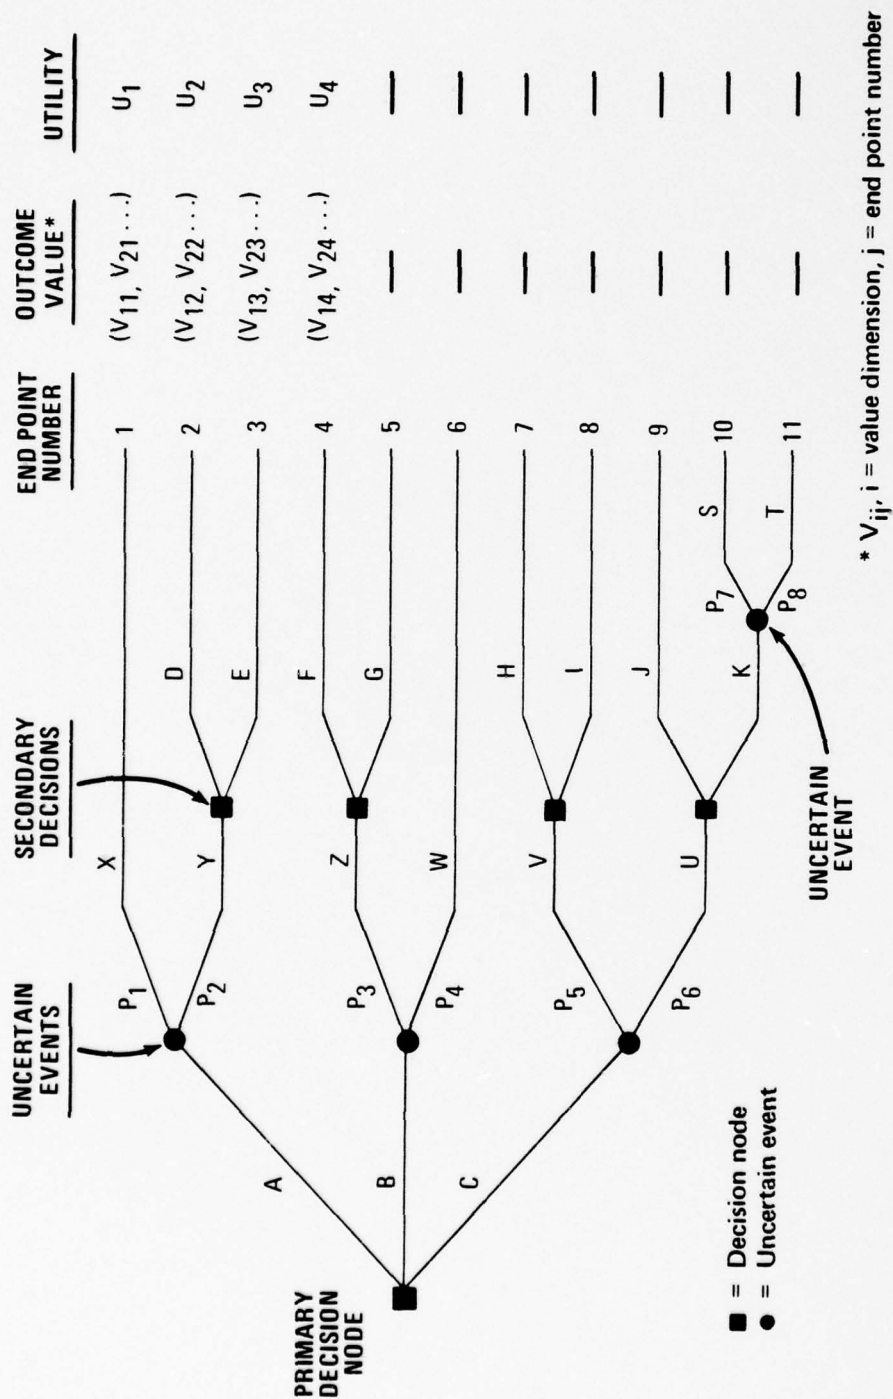 UNCERTAIN
EVENTS
SECONDARY
DECISIONS
END POINT
NUMBER
OUTCOME
VALUE*
UTILITY
PRIMARY
DECISION
NODE
A
B
C
P1
P2
P3
P4
P5
P6
X
Y
Z
W
V
U
D
E
F
G
H
I
J
K
P7
P8
S
T
1 (V11, V21 ...) U1
2 (V12, V22 ...) U2
3 (V13, V23 ...) U3
4 (V14, V24 ...) U4
5 — —
6 — —
7 — —
8 — —
9 — —
10 — —
11 — —
UNCERTAIN
EVENT
■ = Decision node
● = Uncertain event
* Vij, i = value dimension, j = end point number